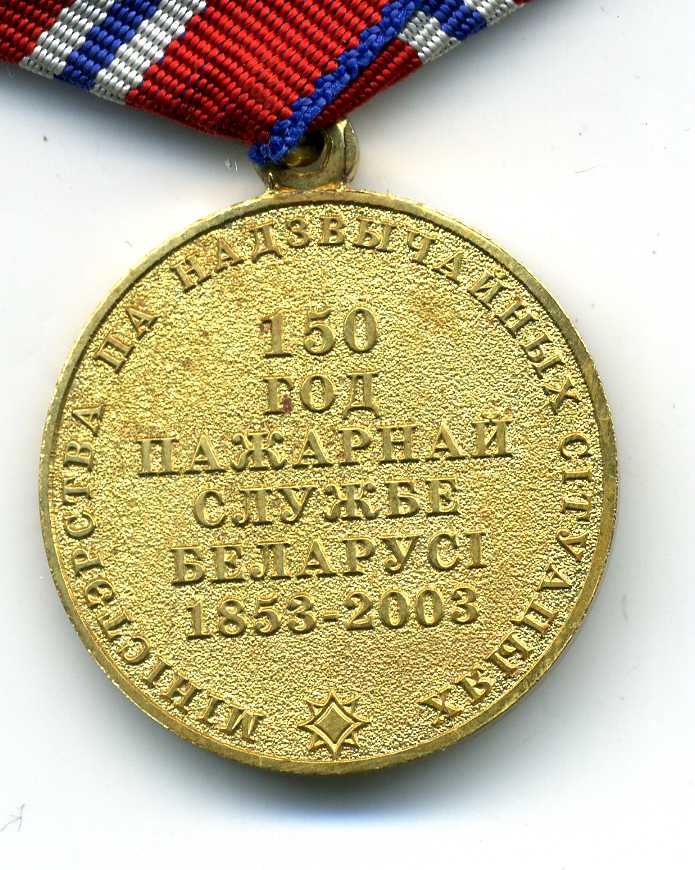 МІНІСТЭРСТВА ПА НАДЗВЫЧАЙНЫХ СІТУАЦЫЯХ
150
ГОД
ПАЖАРНАЙ
СЛУЖБЕ
БЕЛАРУСІ
1853-2003